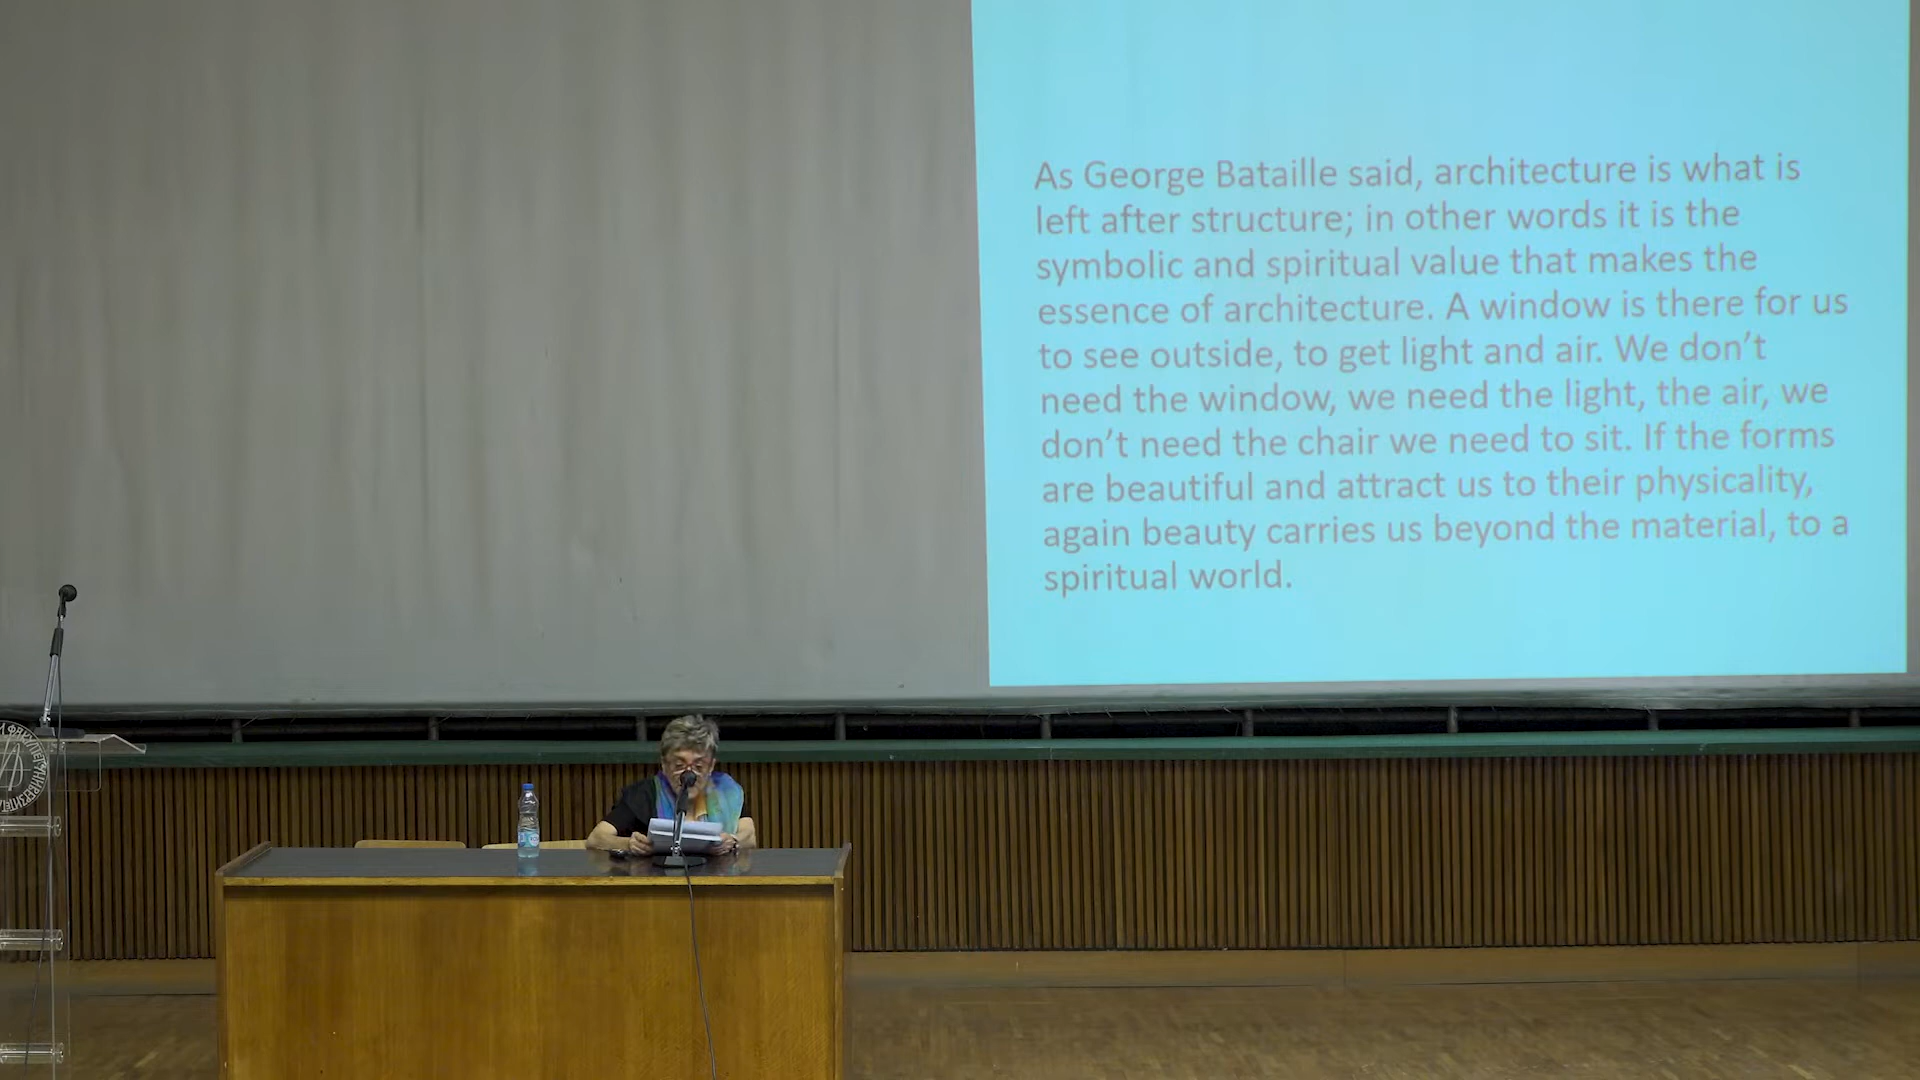 As George Bataille said, architecture is what is
left after structure; in other words it is the
symbolic and spiritual value that makes the
essence of architecture. A window is there for us
to see outside, to get light and air. We don’t
need the window, we need the light, the air, we
don’t need the chair we need to sit. If the forms
are beautiful and attract us to their physicality,
again beauty carries us beyond the material, to a
spiritual world.